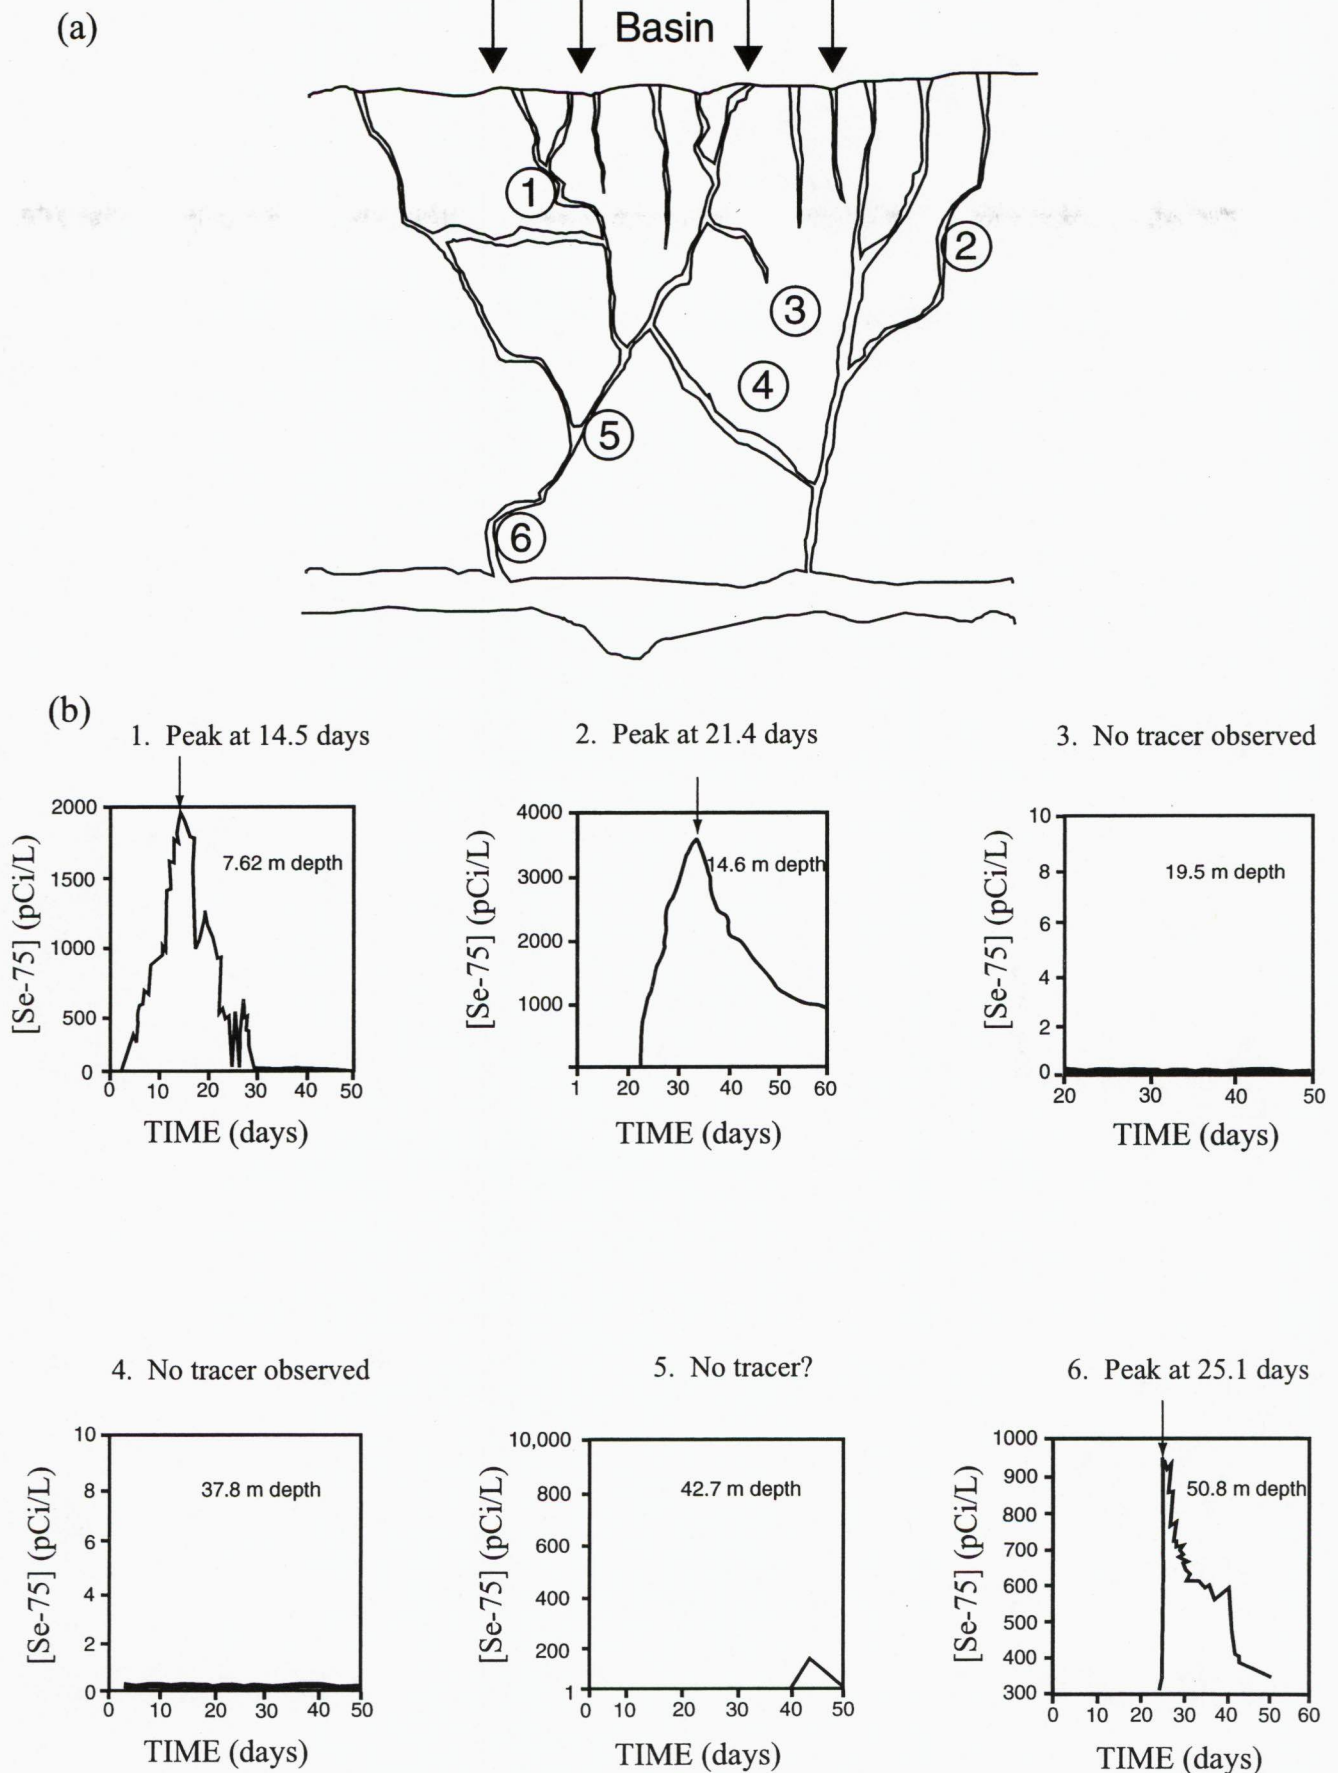 (a)
Basin
1
2
3
4
5
6
(b)
1. Peak at 14.5 days
2000
1500
1000
500
0
[Se-75] (pCi/L)
7.62 m depth
0 10 20 30 40 50
TIME (days)
2. Peak at 21.4 days
4000
3000
2000
1000
[Se-75] (pCi/L)
14.6 m depth
1 20 30 40 50 60
TIME (days)
3. No tracer observed
10
8
6
4
2
0
[Se-75] (pCi/L)
19.5 m depth
20 30 40 50
TIME (days)
4. No tracer observed
10
8
6
4
2
0
[Se-75] (pCi/L)
37.8 m depth
0 10 20 30 40 50
TIME (days)
5. No tracer?
10,000
800
600
400
200
1
[Se-75] (pCi/L)
42.7 m depth
0 10 20 30 40 50
TIME (days)
6. Peak at 25.1 days
1000
900
800
700
600
500
400
300
[Se-75] (pCi/L)
50.8 m depth
0 10 20 30 40 50 60
TIME (days)